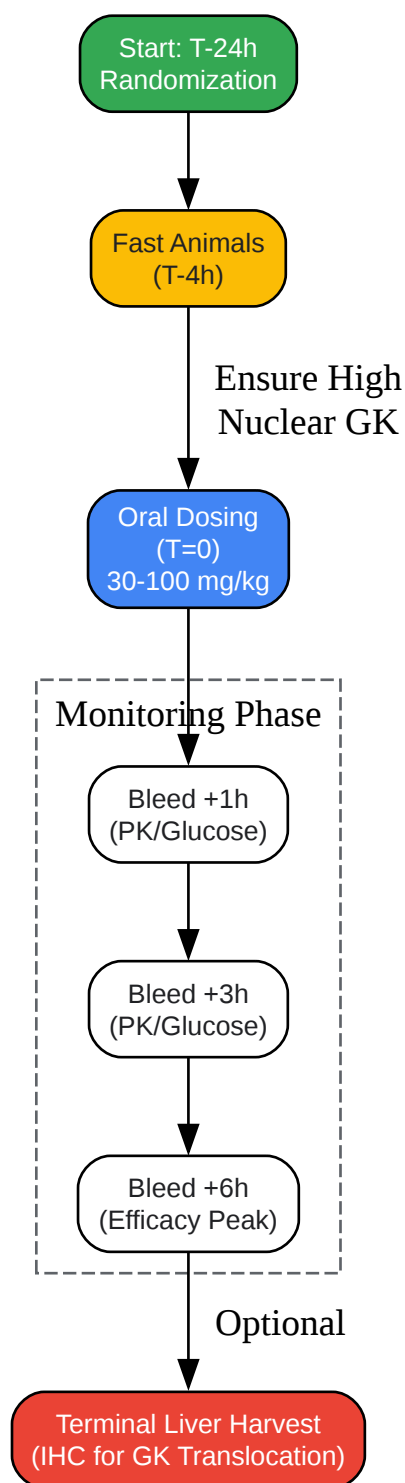 Start: T-24h
Randomization
Fast Animals
(T-4h)
Ensure High
Nuclear GK
Oral Dosing
(T=0)
30-100 mg/kg
Monitoring Phase
Bleed +1h
(PK/Glucose)
Bleed +3h
(PK/Glucose)
Bleed +6h
(Efficacy Peak)
Optional
Terminal Liver Harvest
(IHC for GK Translocation)